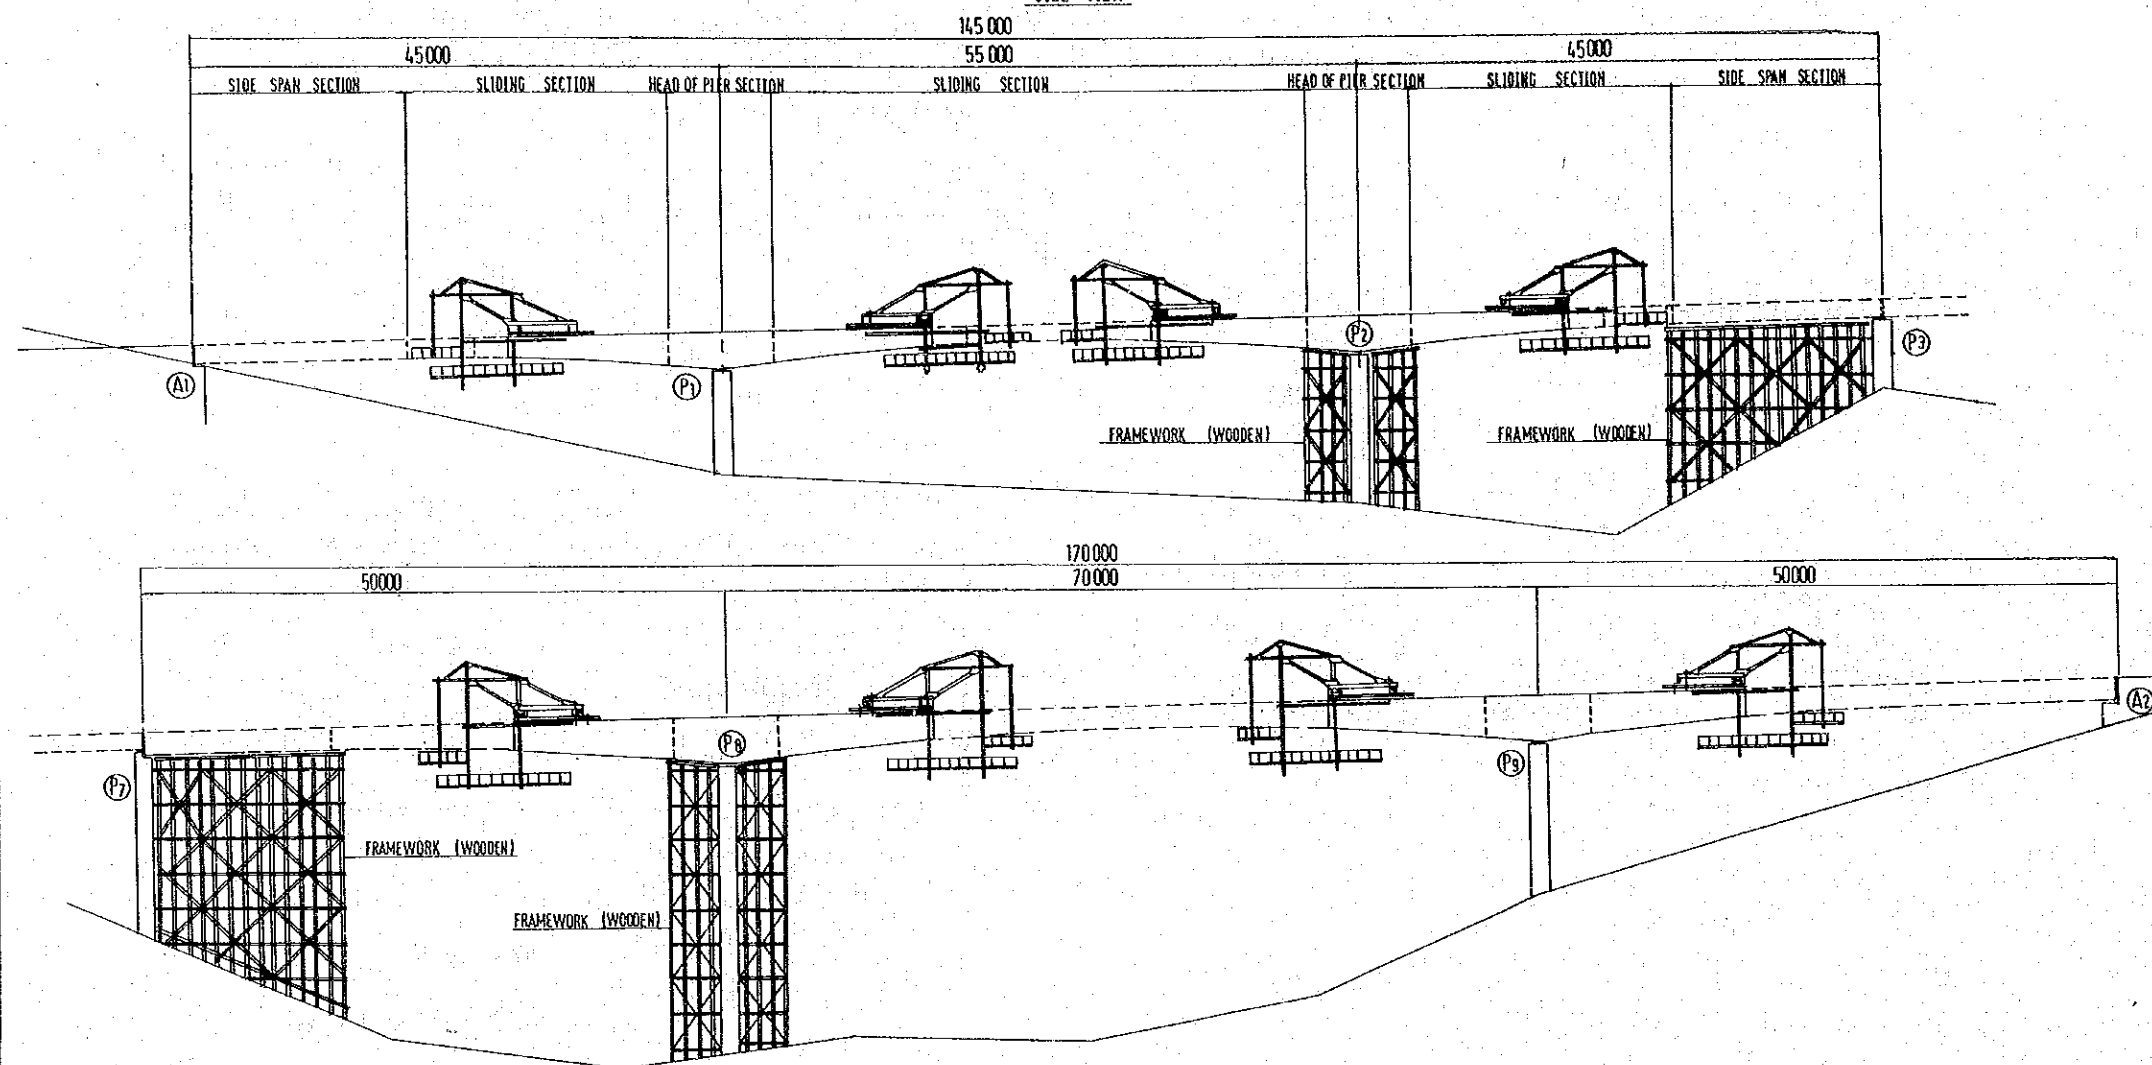 145 000
45000 55 000 45000
SIDE SPAN SECTION SLIDING SECTION HEAD OF PIER SECTION SLIDING SECTION HEAD OF PIER SECTION SLIDING SECTION SIDE SPAN SECTION
A1 P1 P2 P3
FRAMEWORK (WOODEN) FRAMEWORK (WOODEN)
170 000
50000 70 000 50000
P7 P8 P9 A2
FRAMEWORK (WOODEN)
FRAMEWORK (WOODEN)